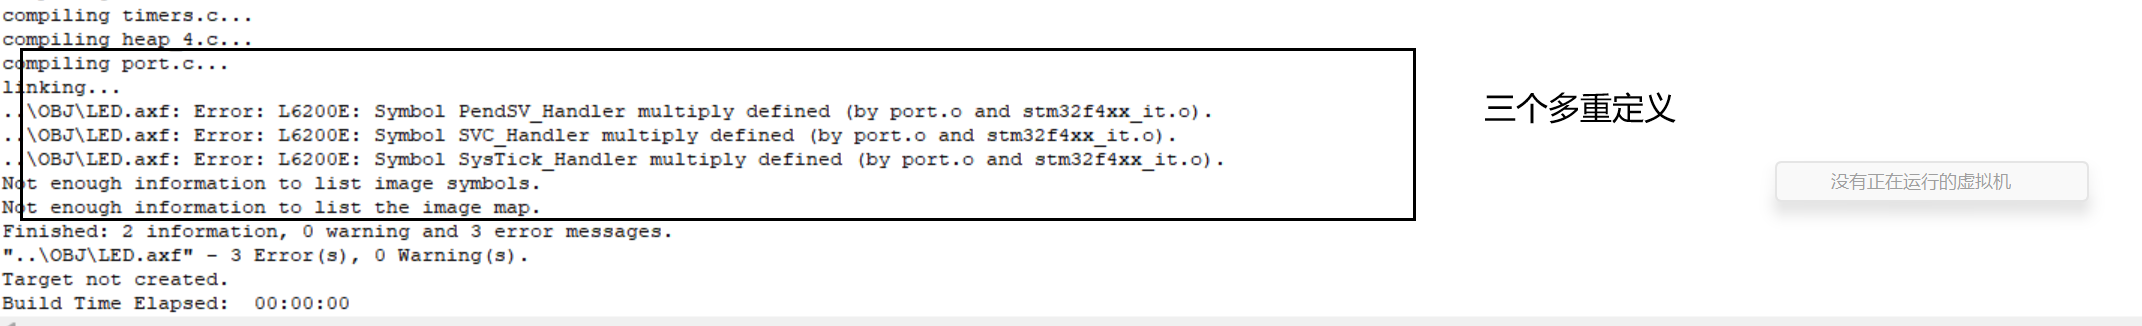 compiling timers.c...
compiling heap 4.c...
compiling port.c...
linking...
..\OBJ\LED.axf: Error: L6200E: Symbol PendSV_Handler multiply defined (by port.o and stm32f4xx_it.o).
..\OBJ\LED.axf: Error: L6200E: Symbol SVC_Handler multiply defined (by port.o and stm32f4xx_it.o).
..\OBJ\LED.axf: Error: L6200E: Symbol SysTick_Handler multiply defined (by port.o and stm32f4xx_it.o).
Not enough information to list image symbols.
Not enough information to list the image map.
Finished: 2 information, 0 warning and 3 error messages.
"..\OBJ\LED.axf" - 3 Error(s), 0 Warning(s).
Target not created.
Build Time Elapsed:  00:00:00
三个多重定义
没有正在运行的虚拟机